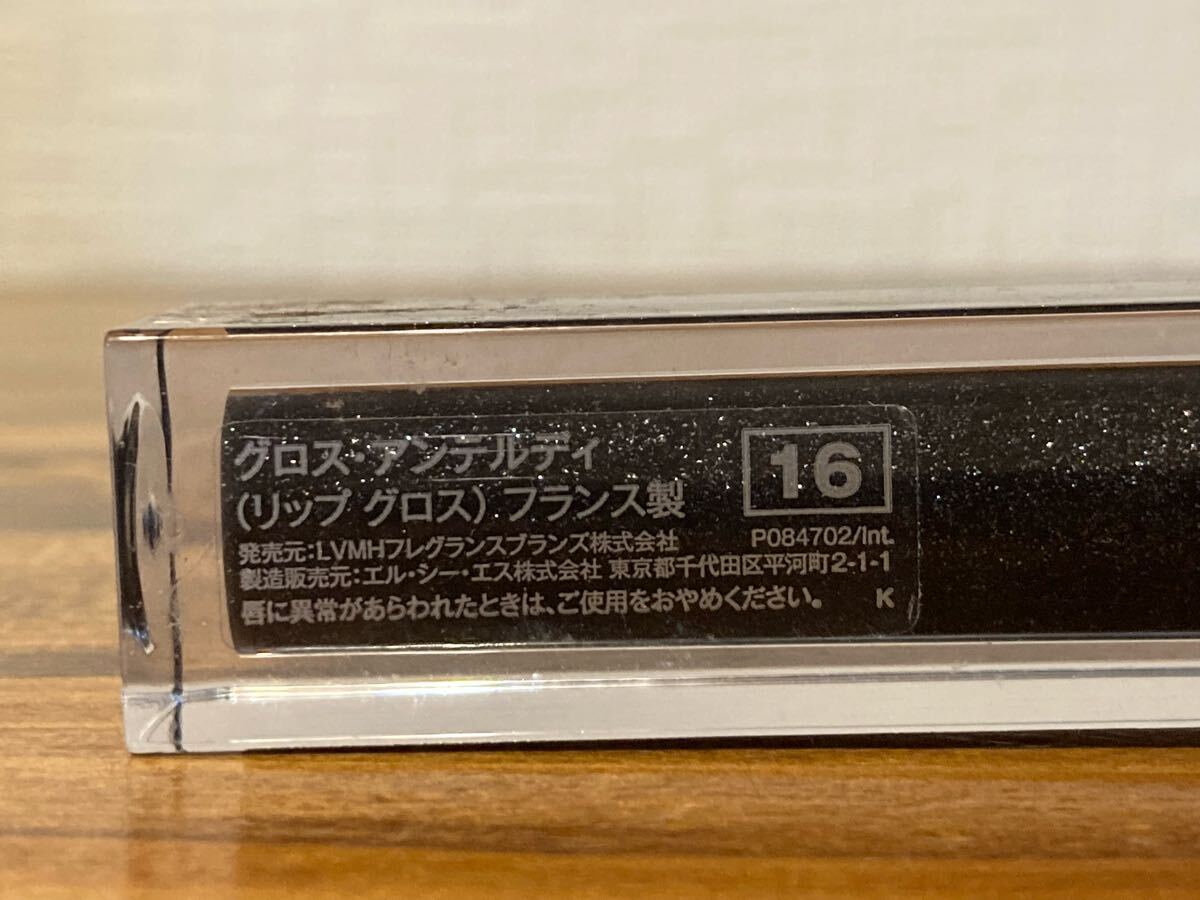 グロス・アンテルディ
(リップ グロス) フランス製
16
発売元:LVMHフレグランスブランズ株式会社
P084702/Int.
製造販売元:エル・シー・エス株式会社 東京都千代田区平河町2-1-1
唇に異常があらわれたときは、ご使用をおやめください。 K